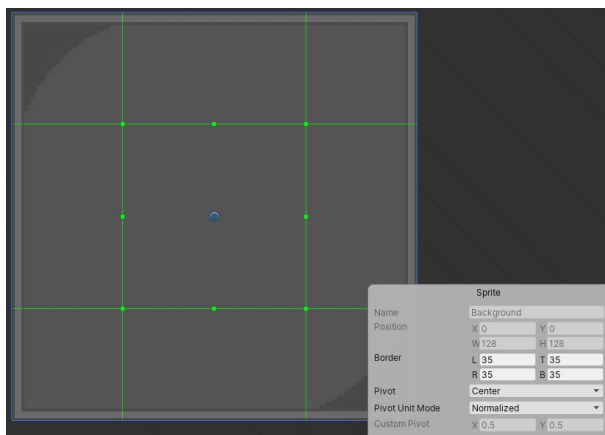 Sprite
Name Background
Position X 0 Y 0
W 128 H 128
Border L 35 T 35
R 35 B 35
Pivot Center
Pivot Unit Mode Normalized
Custom Pivot X 0.5 Y 0.5